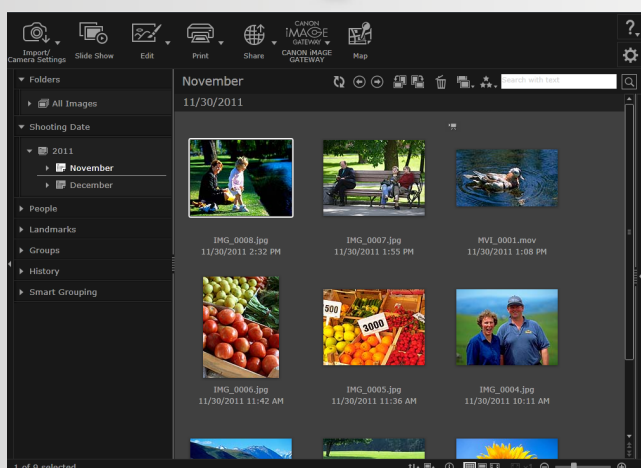 CANON
iMAGE
GATEWAY
?
Import/
Camera Settings
Slide Show
Edit
Print
Share
CANON iMAGE
GATEWAY
Map
Folders
All Images
Shooting Date
2011
November
December
People
Landmarks
Groups
History
Smart Grouping
November
Search with text
11/30/2011
IMG_0008.jpg
11/30/2011 2:32 PM
IMG_0007.jpg
11/30/2011 1:55 PM
MVI_0001.mov
11/30/2011 1:08 PM
500
3000
IMG_0006.jpg
11/30/2011 11:42 AM
IMG_0005.jpg
11/30/2011 11:36 AM
IMG_0004.jpg
11/30/2011 10:11 AM
1 of 9 selected